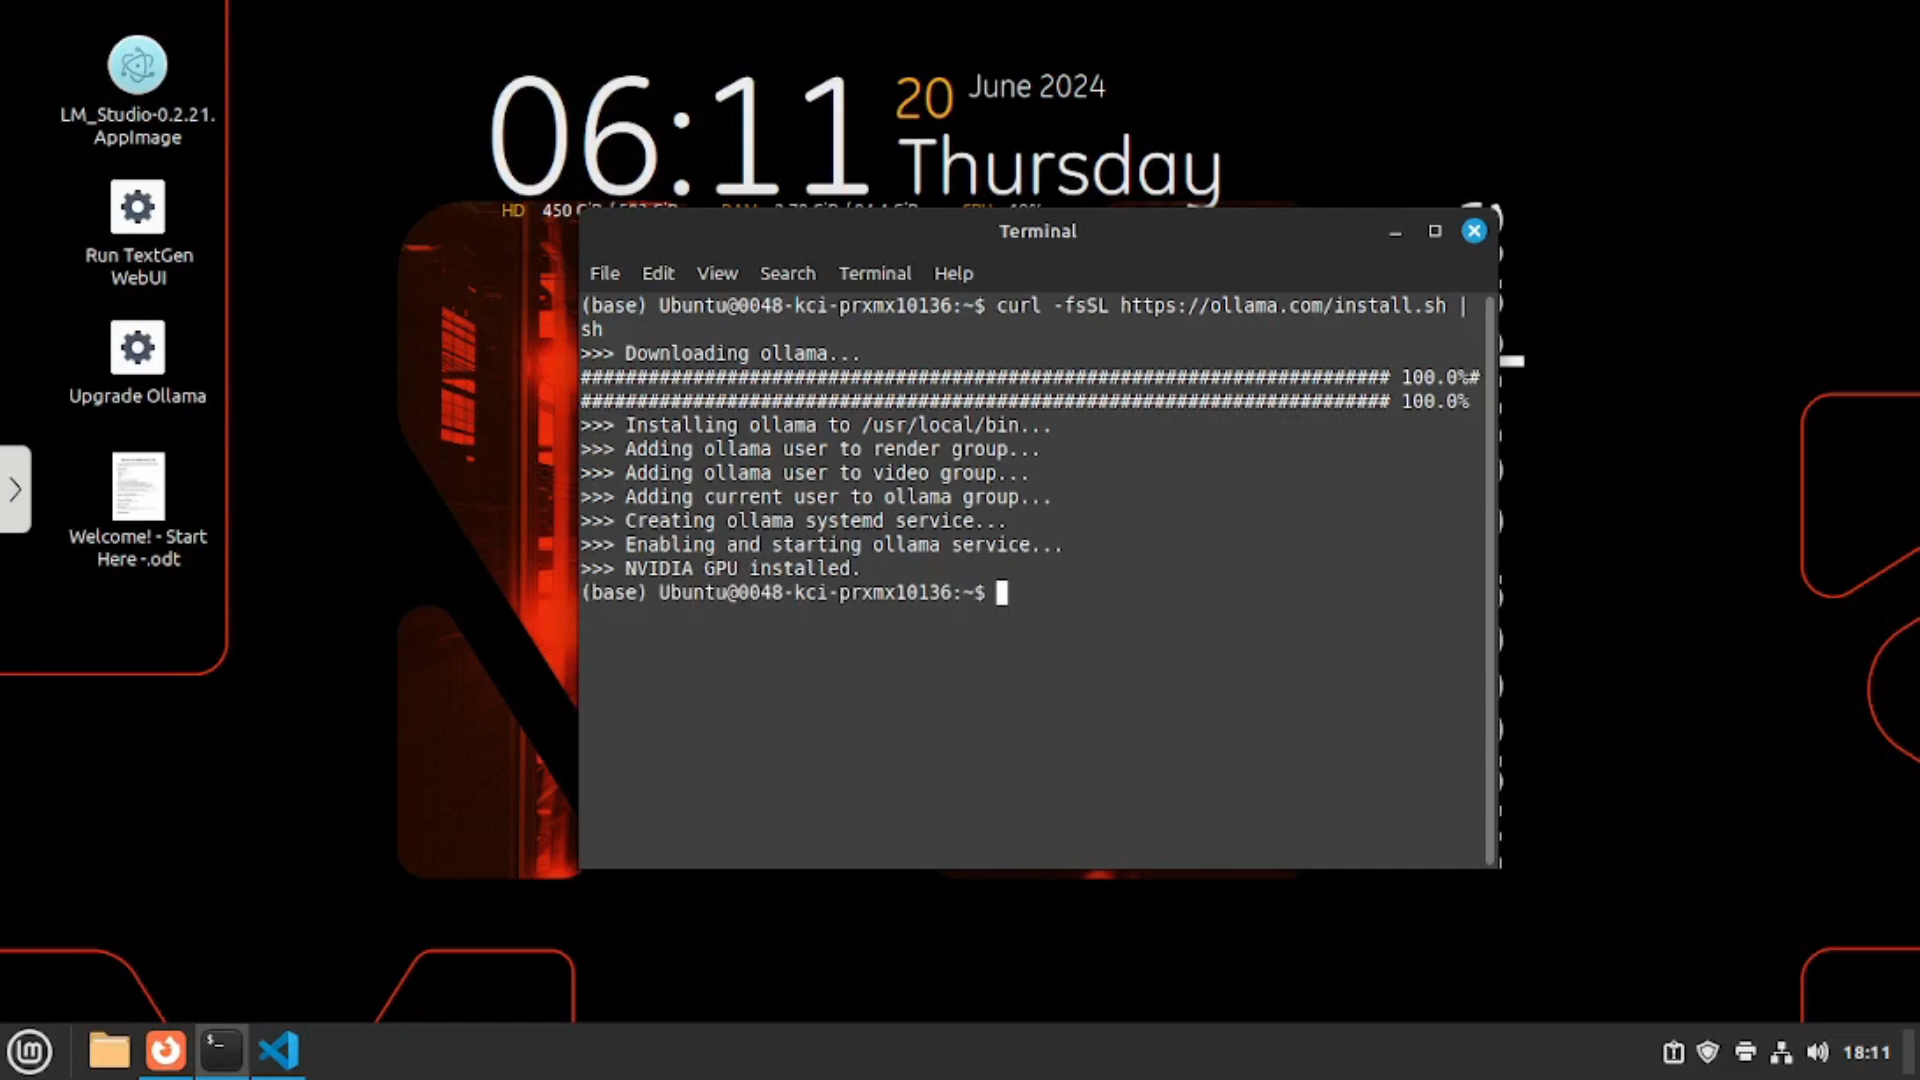 LM_Studio-0.2.21.
AppImage
Run TextGen
WebUI
Upgrade Ollama
Welcome! - Start
Here -.odt
06:11
20
June 2024
Thursday
HD 450
Terminal
File Edit View Search Terminal Help
(base) Ubuntu@0048-kci-prxmx10136:~$ curl -fsSL https://ollama.com/install.sh |
sh
>>> Downloading ollama...
######################################################################## 100.0%#
######################################################################## 100.0%
>>> Installing ollama to /usr/local/bin...
>>> Adding ollama user to render group...
>>> Adding ollama user to video group...
>>> Adding current user to ollama group...
>>> Creating ollama systemd service...
>>> Enabling and starting ollama service...
>>> NVIDIA GPU installed.
(base) Ubuntu@0048-kci-prxmx10136:~$
18:11